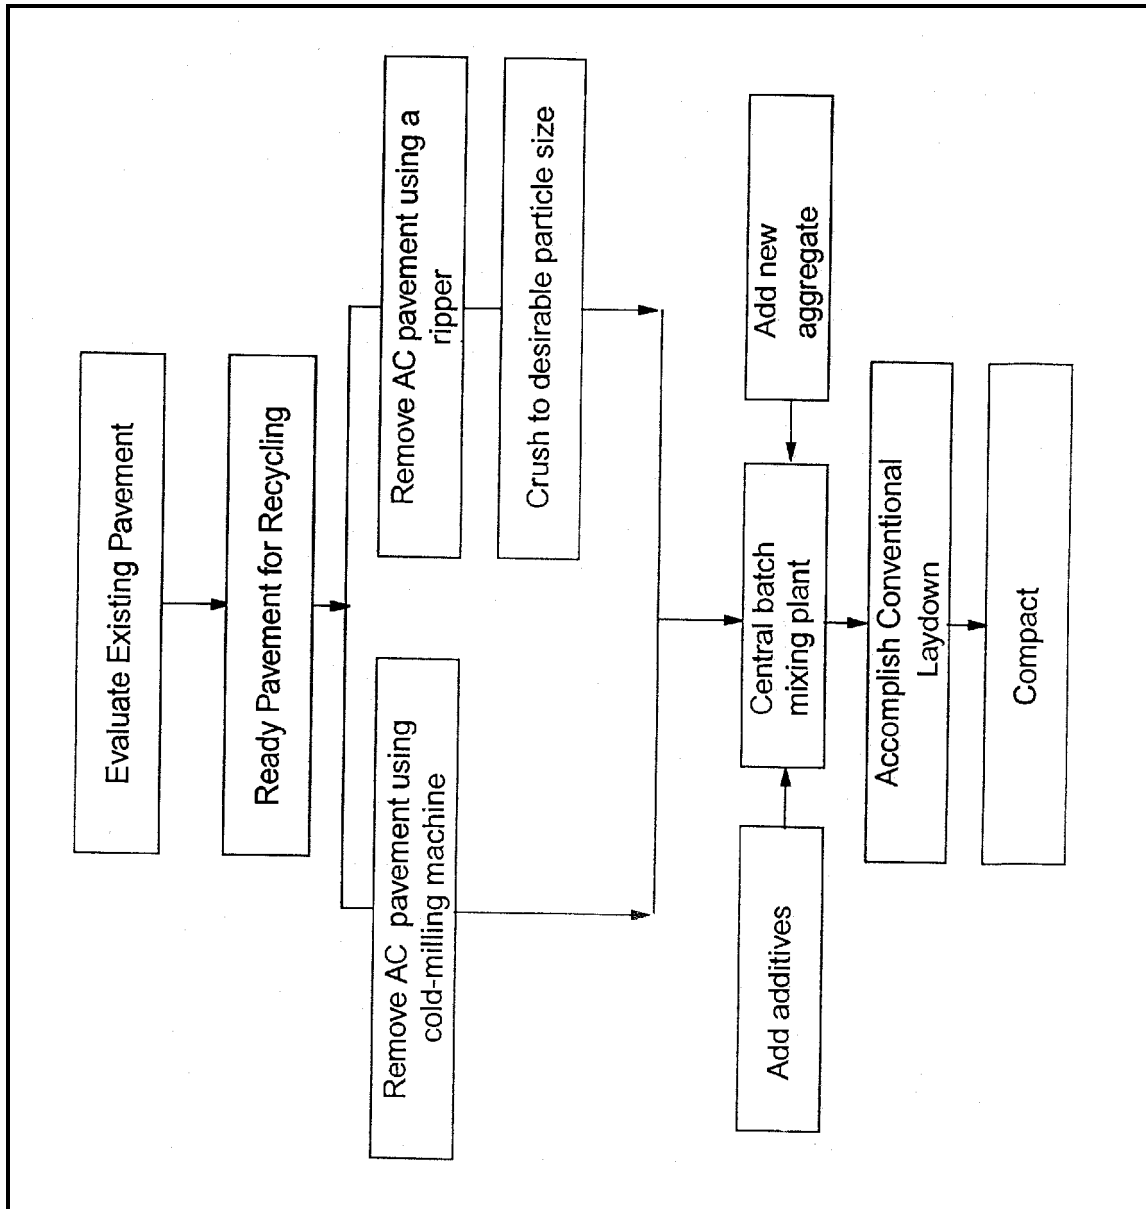 Evaluate Existing Pavement
Ready Pavement for Recycling
Remove AC pavement using
cold-milling machine
Remove AC pavement using a
ripper
Crush to desirable particle size
Add additives
Central batch
mixing plant
Add new
aggregate
Accomplish Conventional
Laydown
Compact